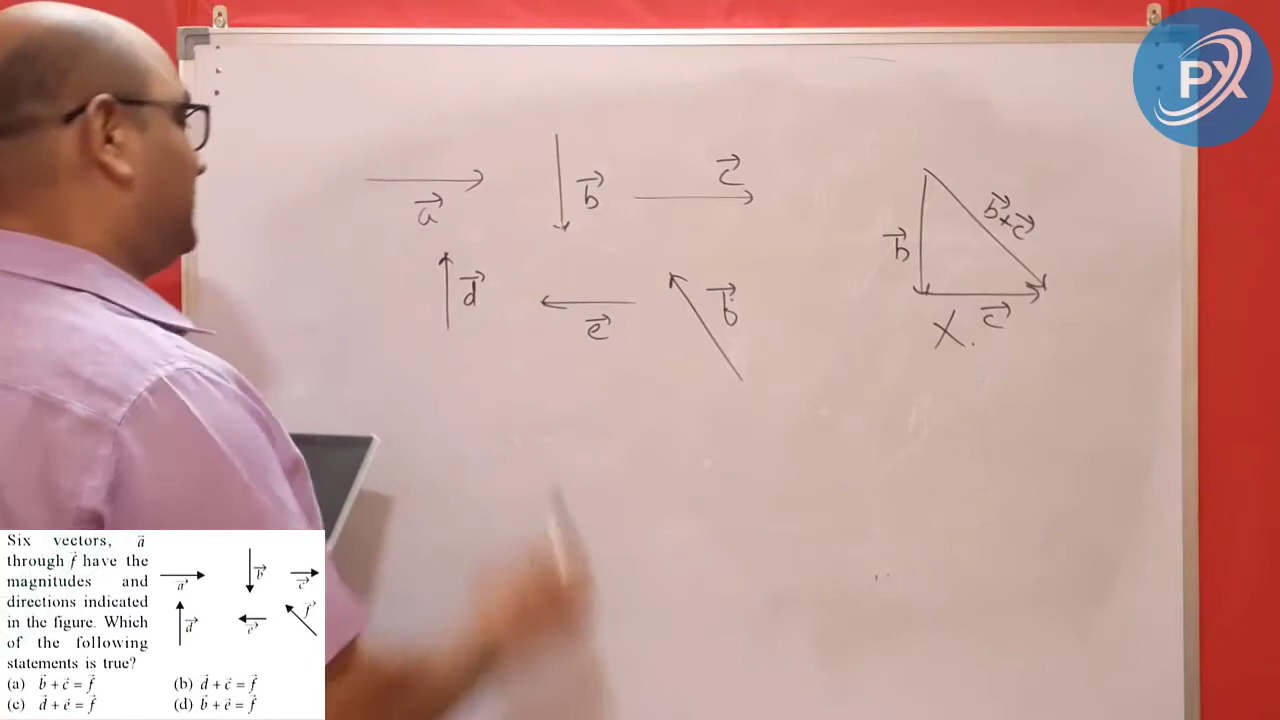 PX
a⃗
b⃗
c⃗
b⃗
b⃗+c⃗
c⃗
X.
d⃗
e⃗
b⃗
Six vectors, a⃗
through f⃗ have the
magnitudes and
directions indicated
in the figure. Which
of the following
statements is true?
a⃗
b⃗
c⃗
d⃗
e⃗
f⃗
(a) b⃗ + c⃗ = f⃗ (b) d⃗ + c⃗ = f⃗
(c) d⃗ + e⃗ = f⃗ (d) b⃗ + e⃗ = f⃗